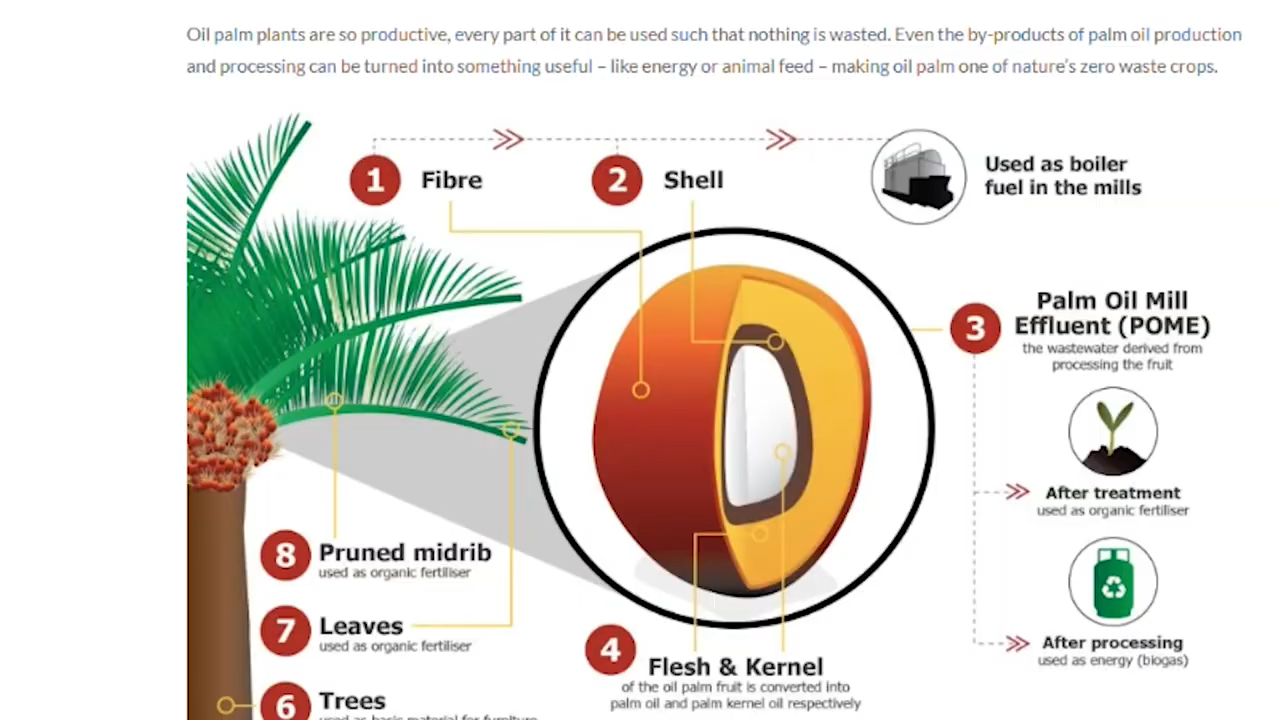 Oil palm plants are so productive, every part of it can be used such that nothing is wasted. Even the by-products of palm oil production
and processing can be turned into something useful – like energy or animal feed – making oil palm one of nature's zero waste crops.
1 Fibre
2 Shell
Used as boiler
fuel in the mills
3 Palm Oil Mill
Effluent (POME)
the wastewater derived from
processing the fruit
After treatment
used as organic fertiliser
After processing
used as energy (biogas)
8 Pruned midrib
used as organic fertiliser
7 Leaves
used as organic fertiliser
4 Flesh & Kernel
of the oil palm fruit is converted into
palm oil and palm kernel oil respectively
6 Trees
used as basic material for furniture